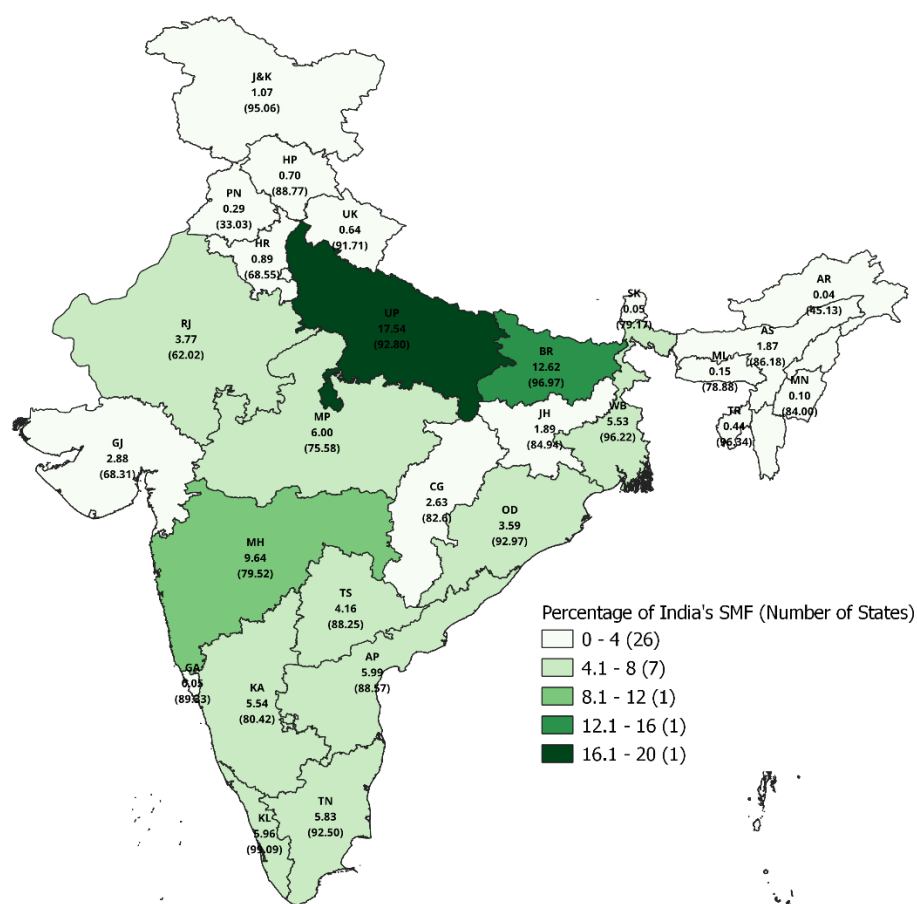 J&K
1.07
(95.06)
HP
0.70
(88.77)
PN
0.29
(33.03)
UK
0.64
(91.71)
HR
0.89
(68.55)
AR
0.04
(45.13)
SK
0.05
(79.17)
UP
17.54
(92.80)
RJ
3.77
(62.02)
AS
1.87
(86.18)
BR
12.62
(96.97)
ML
0.15
(78.88)
MN
0.10
(84.00)
WB
5.53
(96.22)
MP
6.00
(75.58)
JH
1.89
(84.94)
TR
0.44
(96.34)
GJ
2.88
(68.31)
CG
2.63
(82.6)
OD
3.59
(92.97)
MH
9.64
(79.52)
TS
4.16
(88.25)
AP
5.99
(88.57)
GA
0.05
(89.33)
KA
5.54
(80.42)
TN
5.83
(92.50)
KL
5.96
(99.09)
Percentage of India's SMF (Number of States)
0 - 4 (26)
4.1 - 8 (7)
8.1 - 12 (1)
12.1 - 16 (1)
16.1 - 20 (1)